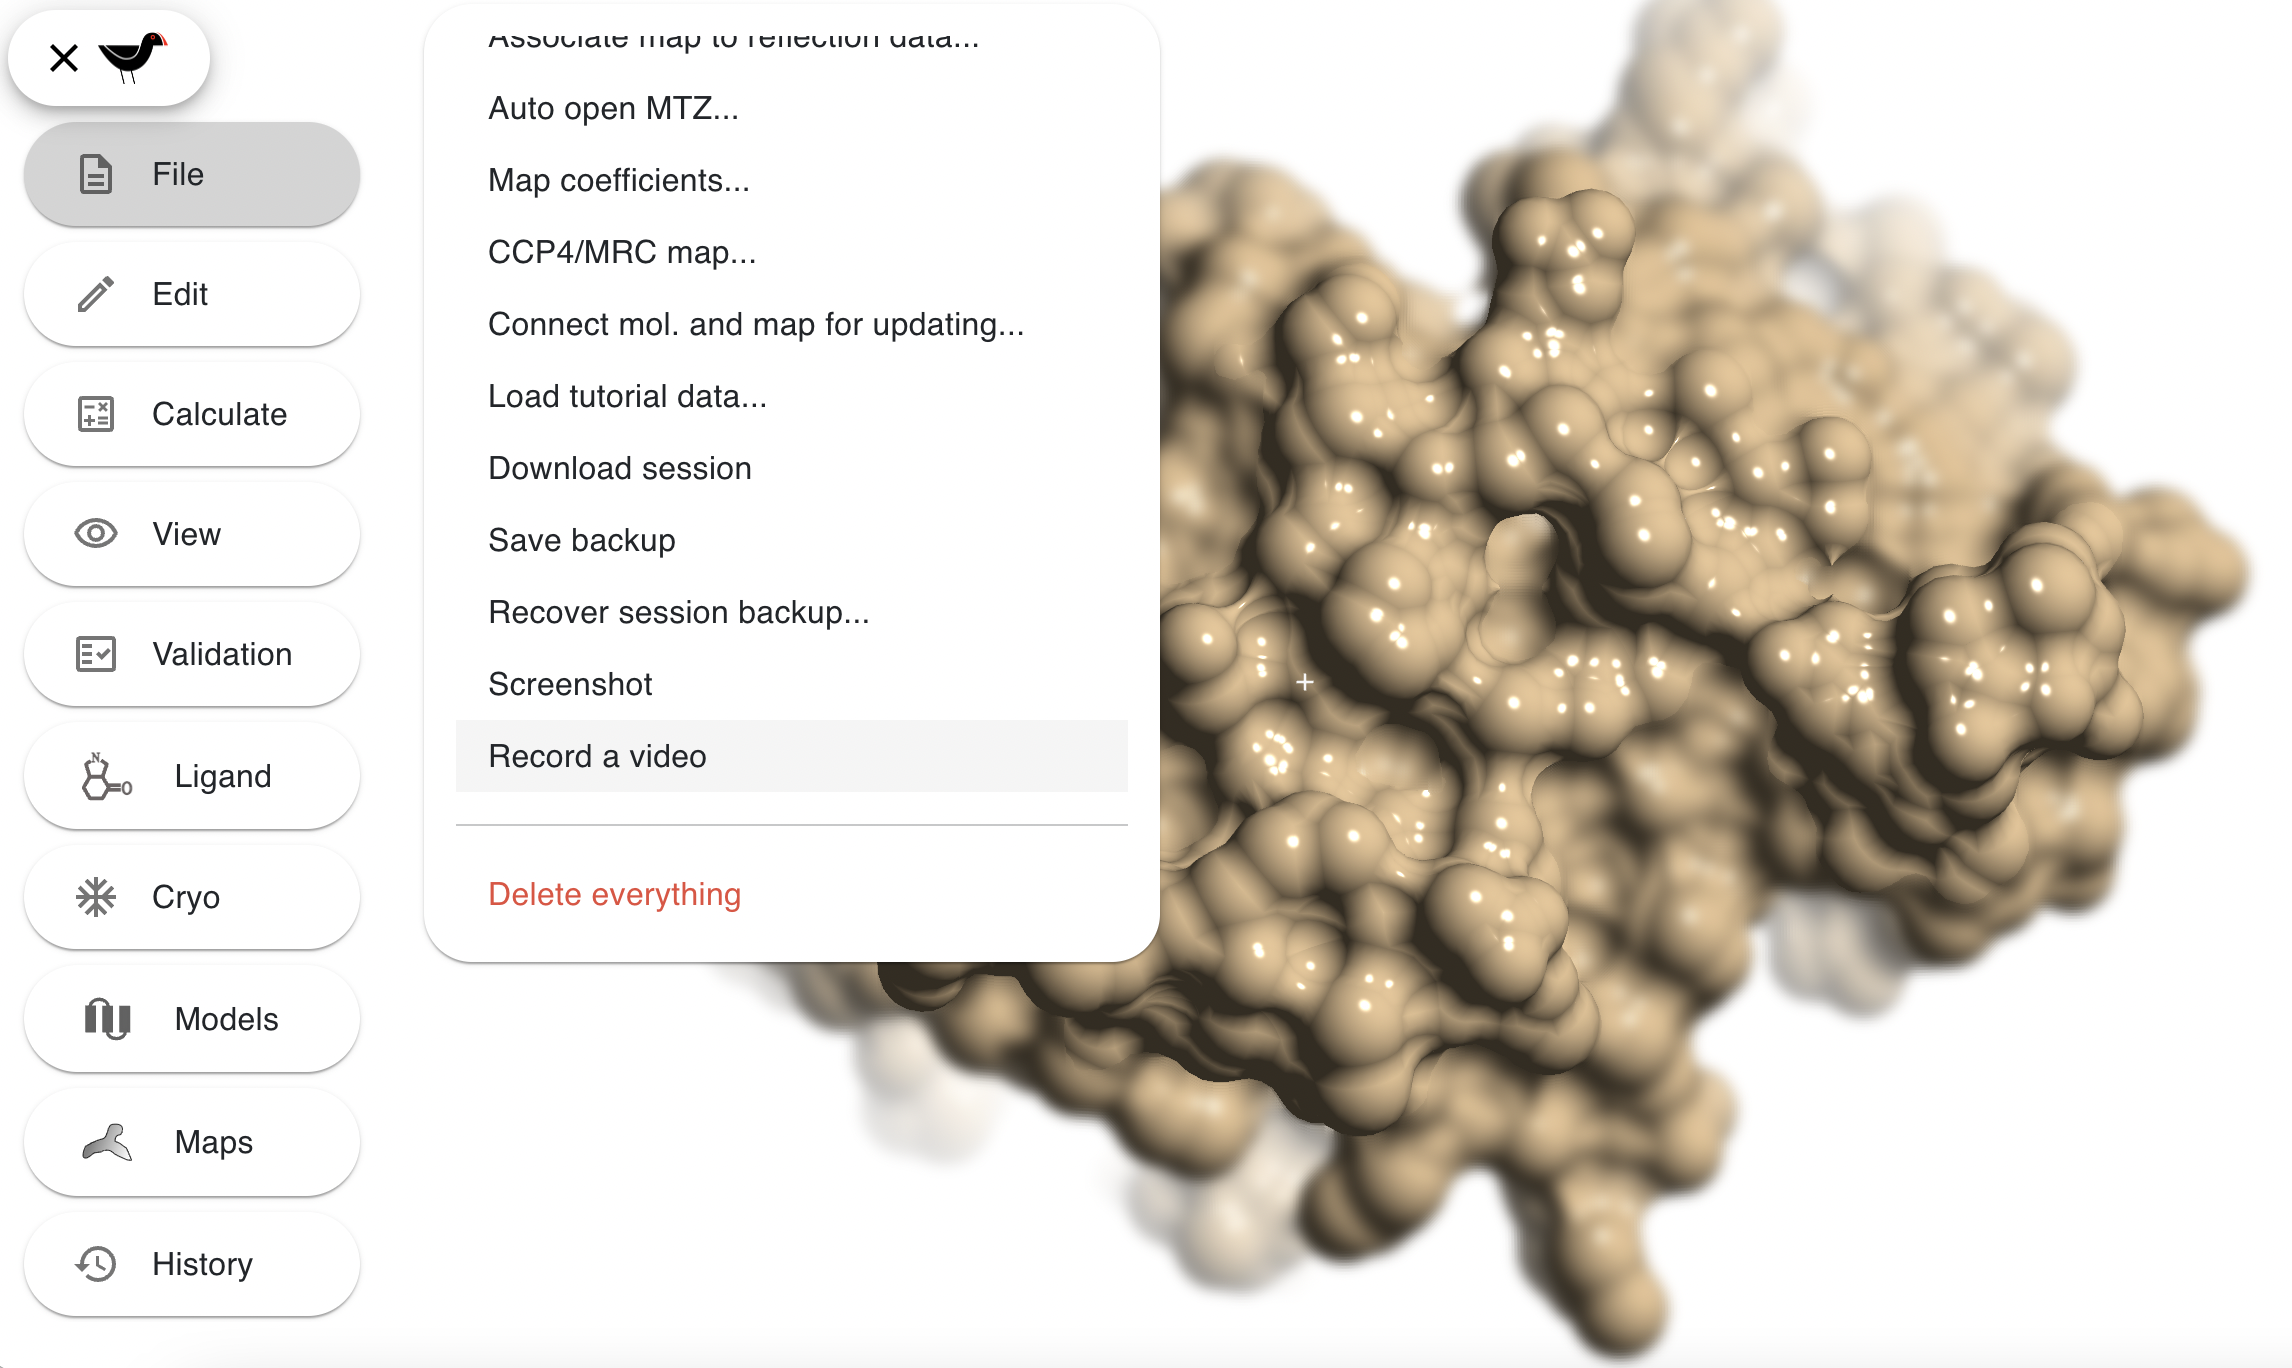 File
Edit
Calculate
View
Validation
Ligand
Cryo
Models
Maps
History
Associate map to reflection data...
Auto open MTZ...
Map coefficients...
CCP4/MRC map...
Connect mol. and map for updating...
Load tutorial data...
Download session
Save backup
Recover session backup...
Screenshot
Record a video
Delete everything